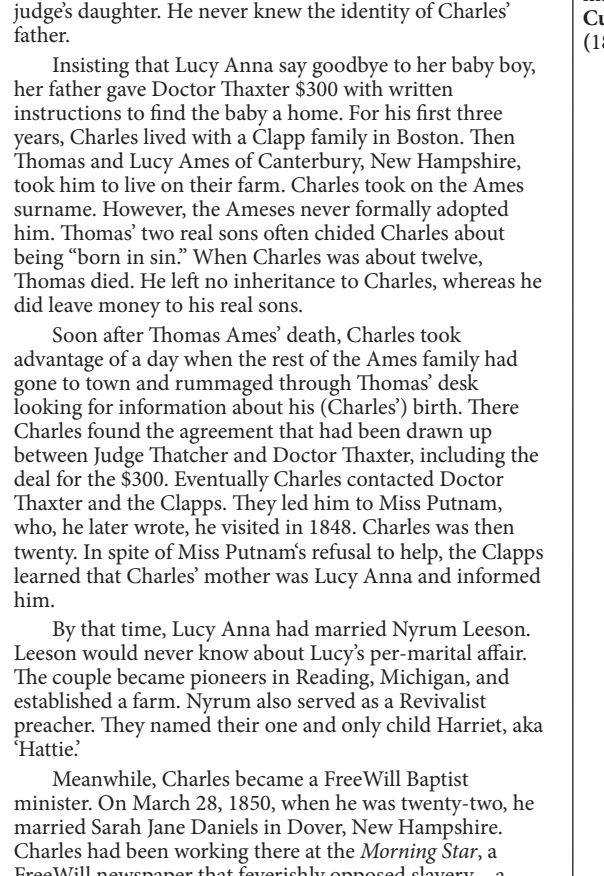 judge's daughter. He never knew the identity of Charles'
father.
Insisting that Lucy Anna say goodbye to her baby boy,
her father gave Doctor Thaxter $300 with written
instructions to find the baby a home. For his first three
years, Charles lived with a Clapp family in Boston. Then
Thomas and Lucy Ames of Canterbury, New Hampshire,
took him to live on their farm. Charles took on the Ames
surname. However, the Ameses never formally adopted
him. Thomas' two real sons often chided Charles about
being “born in sin.” When Charles was about twelve,
Thomas died. He left no inheritance to Charles, whereas he
did leave money to his real sons.
Soon after Thomas Ames' death, Charles took
advantage of a day when the rest of the Ames family had
gone to town and rummaged through Thomas' desk
looking for information about his (Charles') birth. There
Charles found the agreement that had been drawn up
between Judge Thatcher and Doctor Thaxter, including the
deal for the $300. Eventually Charles contacted Doctor
Thaxter and the Clapps. They led him to Miss Putnam,
who, he later wrote, he visited in 1848. Charles was then
twenty. In spite of Miss Putnam‘s refusal to help, the Clapps
learned that Charles' mother was Lucy Anna and informed
him.
By that time, Lucy Anna had married Nyrum Leeson.
Leeson would never know about Lucy's per-marital affair.
The couple became pioneers in Reading, Michigan, and
established a farm. Nyrum also served as a Revivalist
preacher. They named their one and only child Harriet, aka
‘Hattie.’
Meanwhile, Charles became a FreeWill Baptist
minister. On March 28, 1850, when he was twenty-two, he
married Sarah Jane Daniels in Dover, New Hampshire.
Charles had been working there at the Morning Star, a
FreeWill newspaper that feverishly opposed slavery—a
Cu
(18